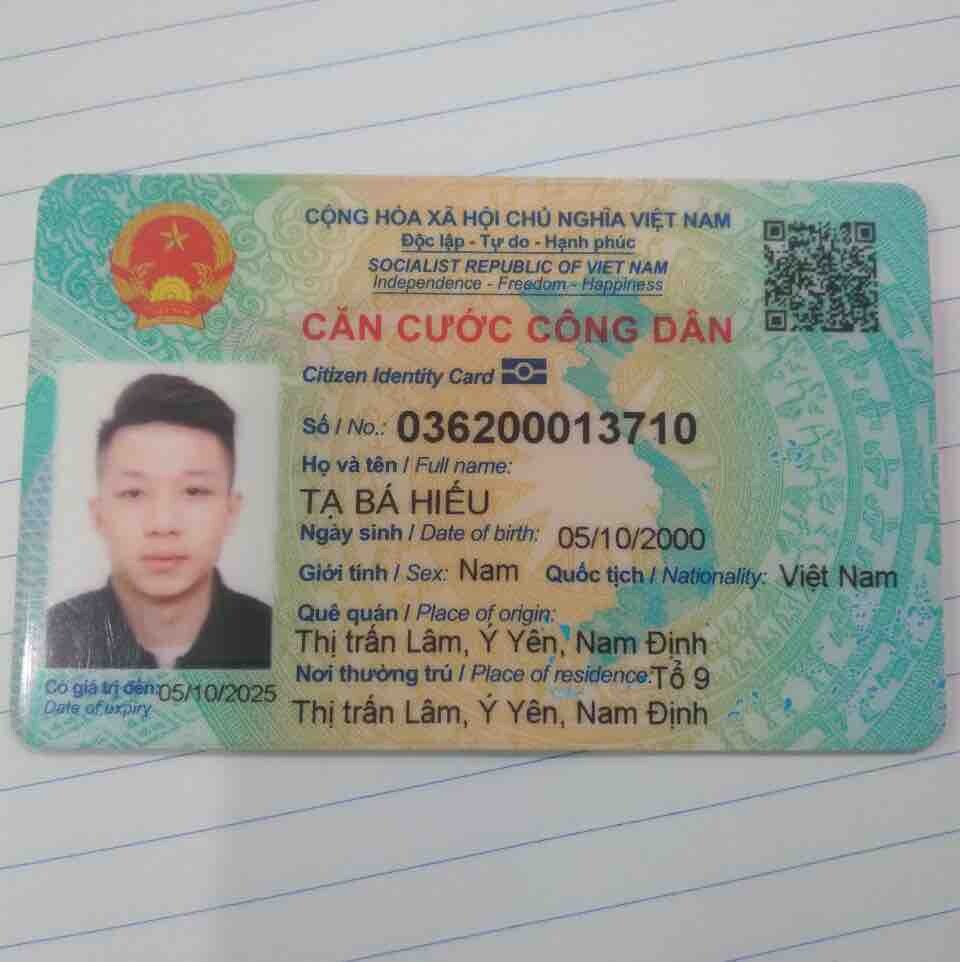 CỘNG HÒA XÃ HỘI CHỦ NGHĨA VIỆT NAM
Độc lập - Tự do - Hạnh phúc
SOCIALIST REPUBLIC OF VIET NAM
Independence - Freedom - Happiness
CĂN CƯỚC CÔNG DÂN
Citizen Identity Card
Số / No.: 036200013710
Họ và tên / Full name:
TẠ BÁ HIẾU
Ngày sinh / Date of birth: 05/10/2000
Giới tính / Sex: Nam Quốc tịch / Nationality: Việt Nam
Quê quán / Place of origin:
Thị trấn Lâm, Ý Yên, Nam Định
Nơi thường trú / Place of residence: Tổ 9
Thị trấn Lâm, Ý Yên, Nam Định
Có giá trị đến: 05/10/2025
Date of expiry